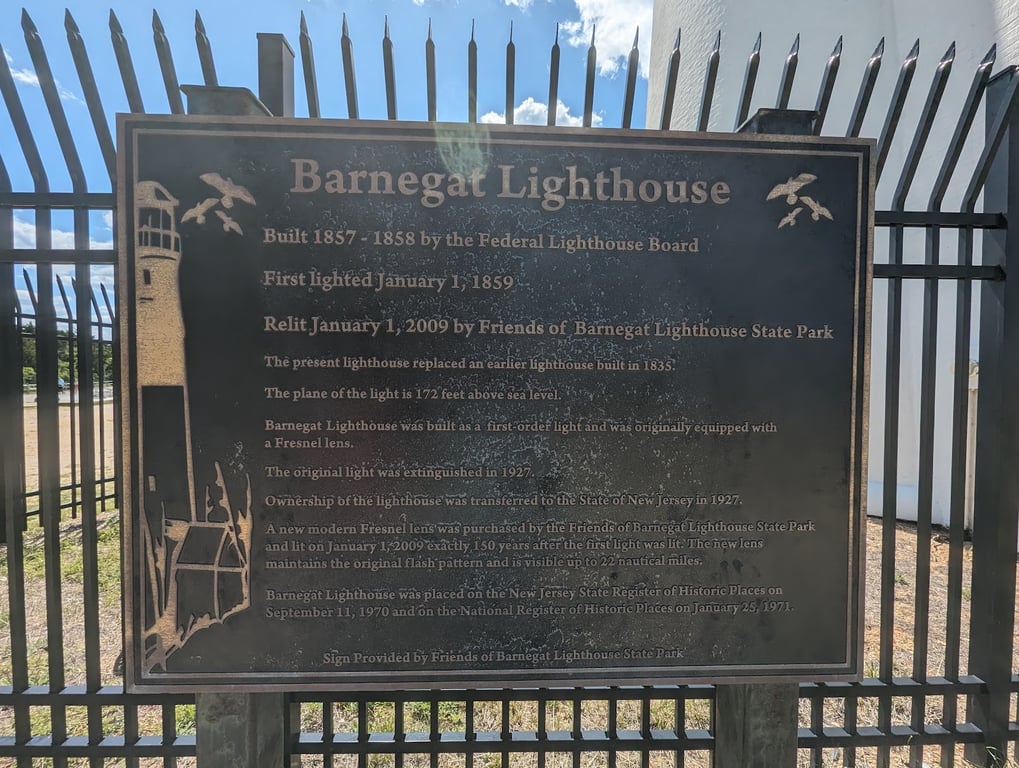 Barnegat Lighthouse
Built 1857 - 1858 by the Federal Lighthouse Board
First lighted January 1, 1859
Relit January 1, 2009 by Friends of Barnegat Lighthouse State Park
The present lighthouse replaced an earlier lighthouse built in 1835.
The plane of the light is 172 feet above sea level.
Barnegat Lighthouse was built as a first-order light and was originally equipped with
a Fresnel lens.
The original light was extinguished in 1927.
Ownership of the lighthouse was transferred to the State of New Jersey in 1927.
A new modern Fresnel lens was purchased by the Friends of Barnegat Lighthouse State Park
and lit on January 1, 2009 exactly 150 years after the first light was lit. The new lens
maintains the original flash pattern and is visible up to 22 nautical miles.
Barnegat Lighthouse was placed on the New Jersey State Register of Historic Places on
September 11, 1970 and on the National Register of Historic Places on January 25, 1971.
Sign Provided by Friends of Barnegat Lighthouse State Park